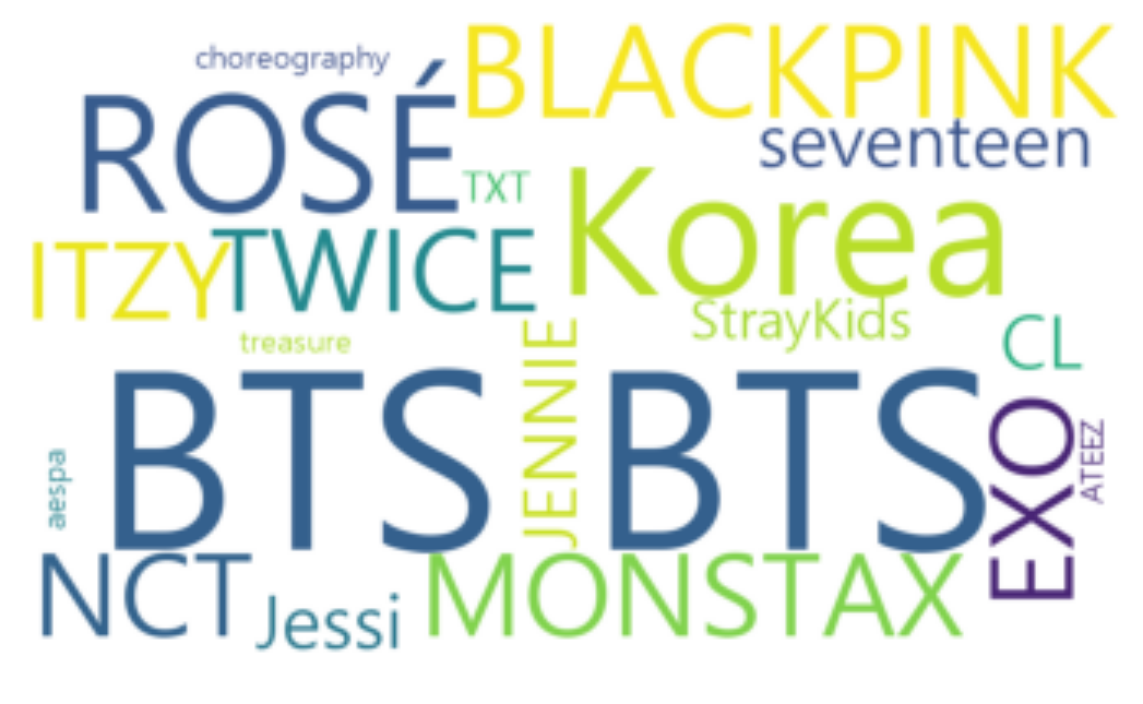 choreography
BLACKPINK
ROSÉ
seventeen
TXT
Korea
ITZY
TWICE
StrayKids
CL
treasure
JENNIE
BTS BTS
EXO
ATEEZ
aespa
NCT
Jessi
MONSTAX